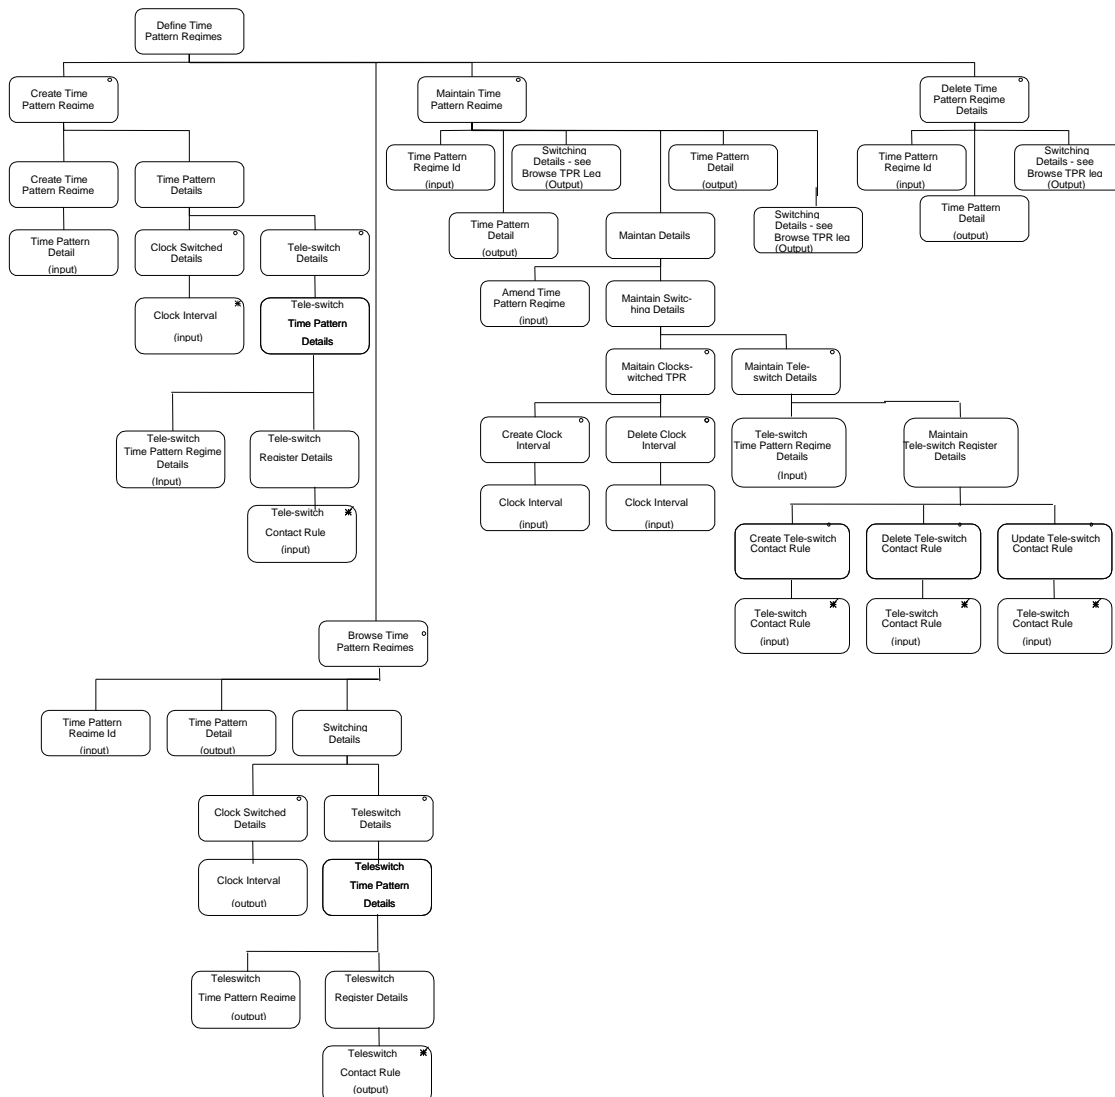 Define Time
Pattern Regimes
Create Time
Pattern Regime
Maintain Time
Pattern Regime
Delete Time
Pattern Regime
Details
Create Time
Pattern Regime
Time Pattern
Details
Time Pattern
Regime Id
(input)
Switching
Details - see
Browse TPR Leg
(Output)
Time Pattern
Detail
(output)
Time Pattern
Regime Id
(input)
Switching
Details - see
Browse TPR Leg
(Output)
Time Pattern
Detail
(input)
Clock Switched
Details
Tele-switch
Details
Time Pattern
Detail
(output)
Maintan Details
Switching
Details - see
Browse TPR leg
(Output)
Time Pattern
Detail
(output)
Clock Interval
(input)
Tele-switch
Time Pattern
Details
Amend Time
Pattern Regime
(input)
Maintain Switc-
hing Details
Maitain Clocks-
witched TPR
Maintain Tele-
switch Details
Tele-switch
Time Pattern Regime
Details
(Input)
Tele-switch
Register Details
Create Clock
Interval
Delete Clock
Interval
Tele-switch
Time Pattern Regime
Details
(Input)
Maintain
Tele-switch Register
Details
Tele-switch
Contact Rule
(input)
Clock Interval
(input)
Clock Interval
(input)
Create Tele-switch
Contact Rule
Delete Tele-switch
Contact Rule
Update Tele-switch
Contact Rule
Tele-switch
Contact Rule
(input)
Tele-switch
Contact Rule
(input)
Tele-switch
Contact Rule
(input)
Browse Time
Pattern Regimes
Time Pattern
Regime Id
(input)
Time Pattern
Detail
(output)
Switching
Details
Clock Switched
Details
Teleswitch
Details
Clock Interval
(output)
Teleswitch
Time Pattern
Details
Teleswitch
Time Pattern Regime
(output)
Teleswitch
Register Details
Teleswitch
Contact Rule
(output)